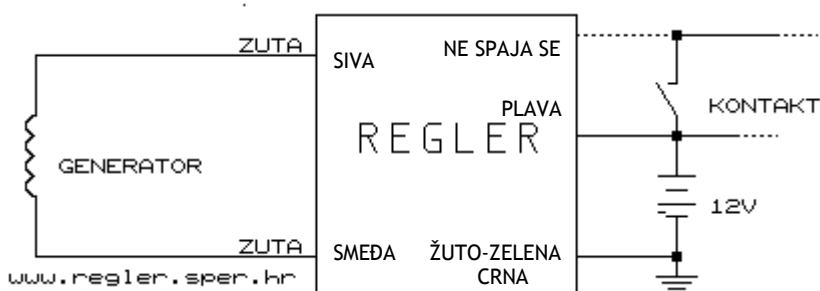 ZUTA
SIVA
NE SPAJA SE
PLAVA
KONTAKT
REGLER
GENERATOR
12V
ZUTA
SMEĐA
ŽUTO-ZELENA
CRNA
www.regler.sper.hr